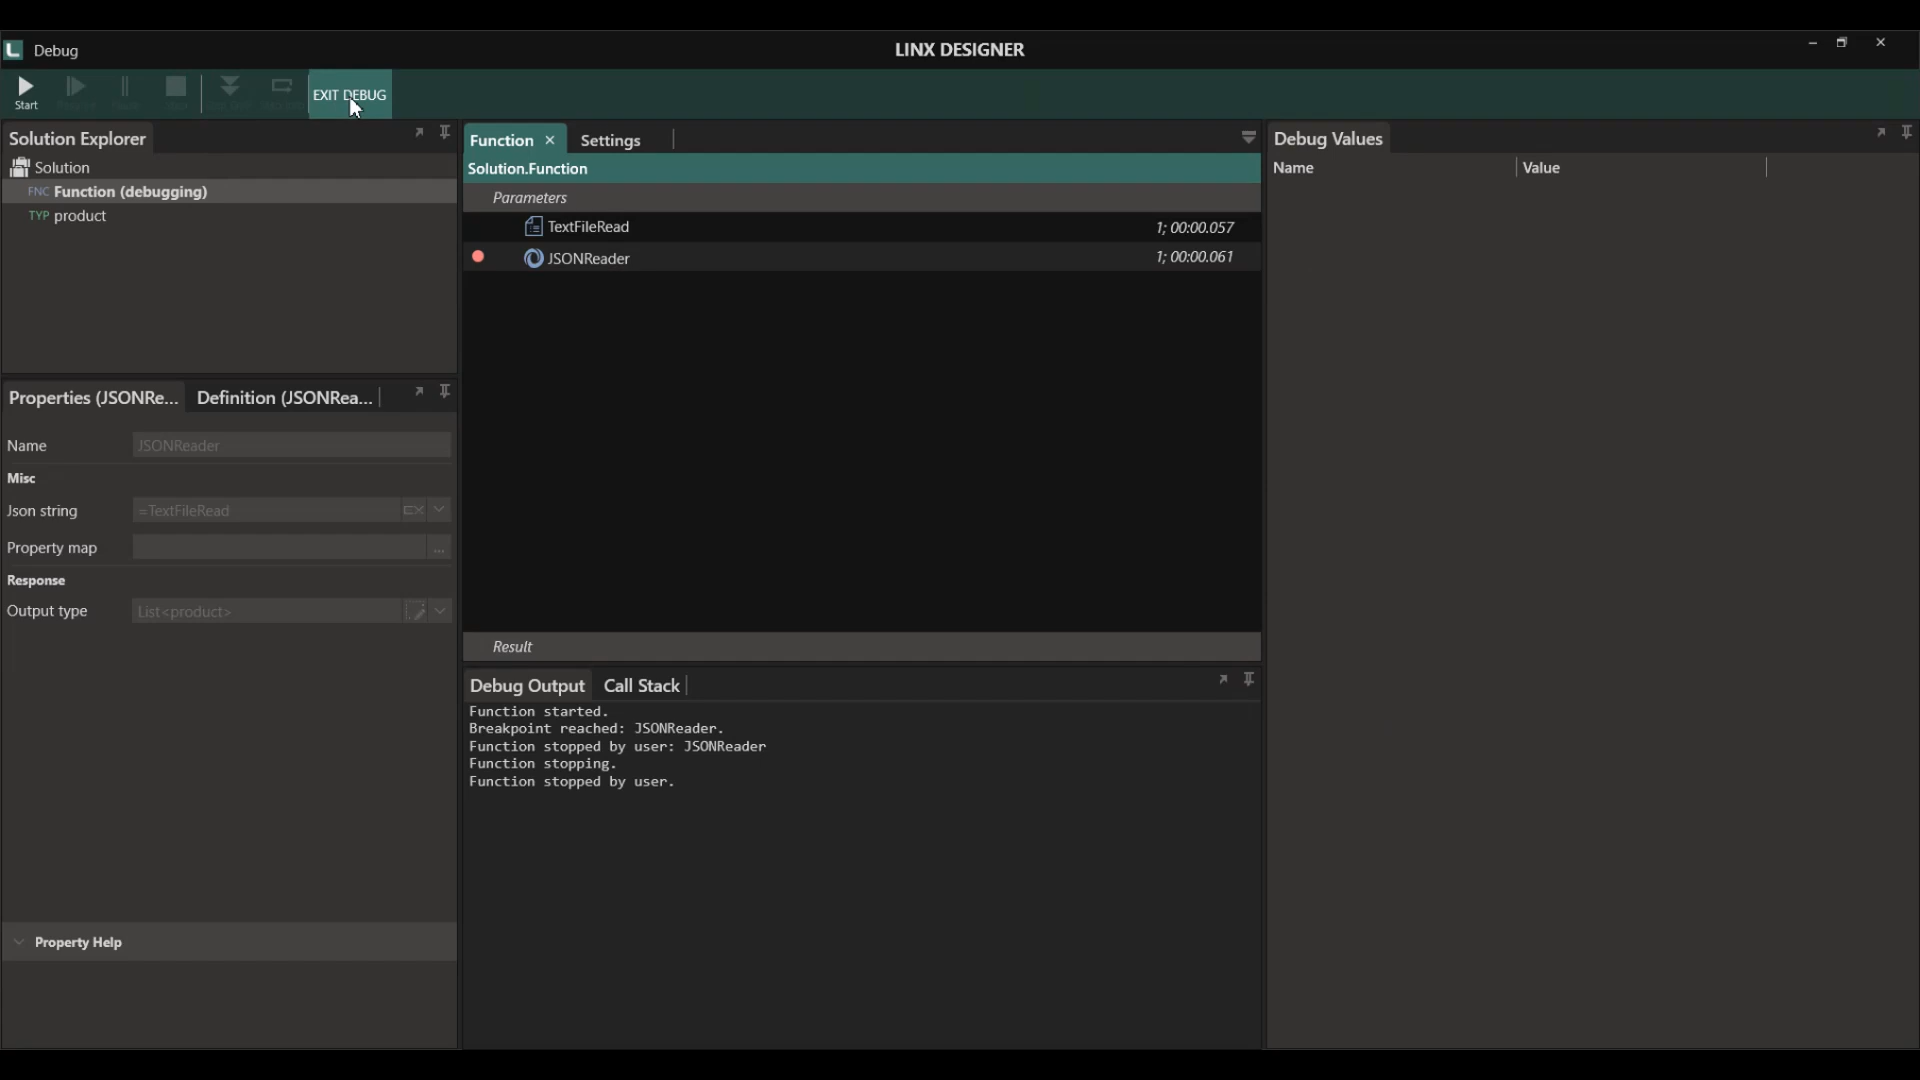 Debug
LINX DESIGNER
Start
EXIT DEBUG
Solution Explorer
Solution
FNC Function (debugging)
TYP product
Properties (JSONRe...
Definition (JSONRea...
Name
JSONReader
Misc
Json string
=TextFileRead
Property map
...
Response
Output type
List<product>
Property Help
Function
Settings
Solution.Function
Parameters
TextFileRead
1; 00:00.057
JSONReader
1; 00:00.061
Result
Debug Output
Call Stack
Function started.
Breakpoint reached: JSONReader.
Function stopped by user: JSONReader
Function stopping.
Function stopped by user.
Debug Values
Name
Value